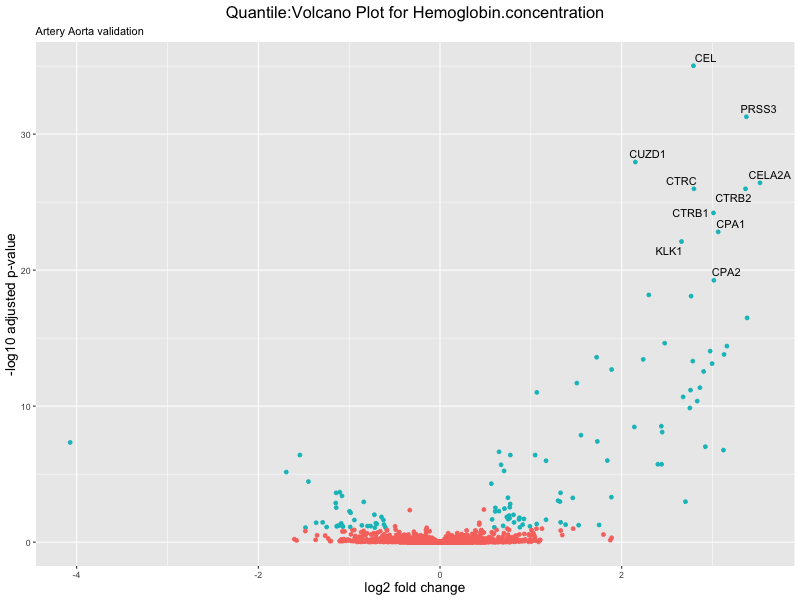 Quantile:Volcano Plot for Hemoglobin.concentration
Artery Aorta validation
CEL
PRSS3
CUZD1
CELA2A
CTRC
CTRB2
CTRB1
CPA1
KLK1
CPA2
30
20
10
0
-log10 adjusted p-value
-4 -2 0 2
log2 fold change